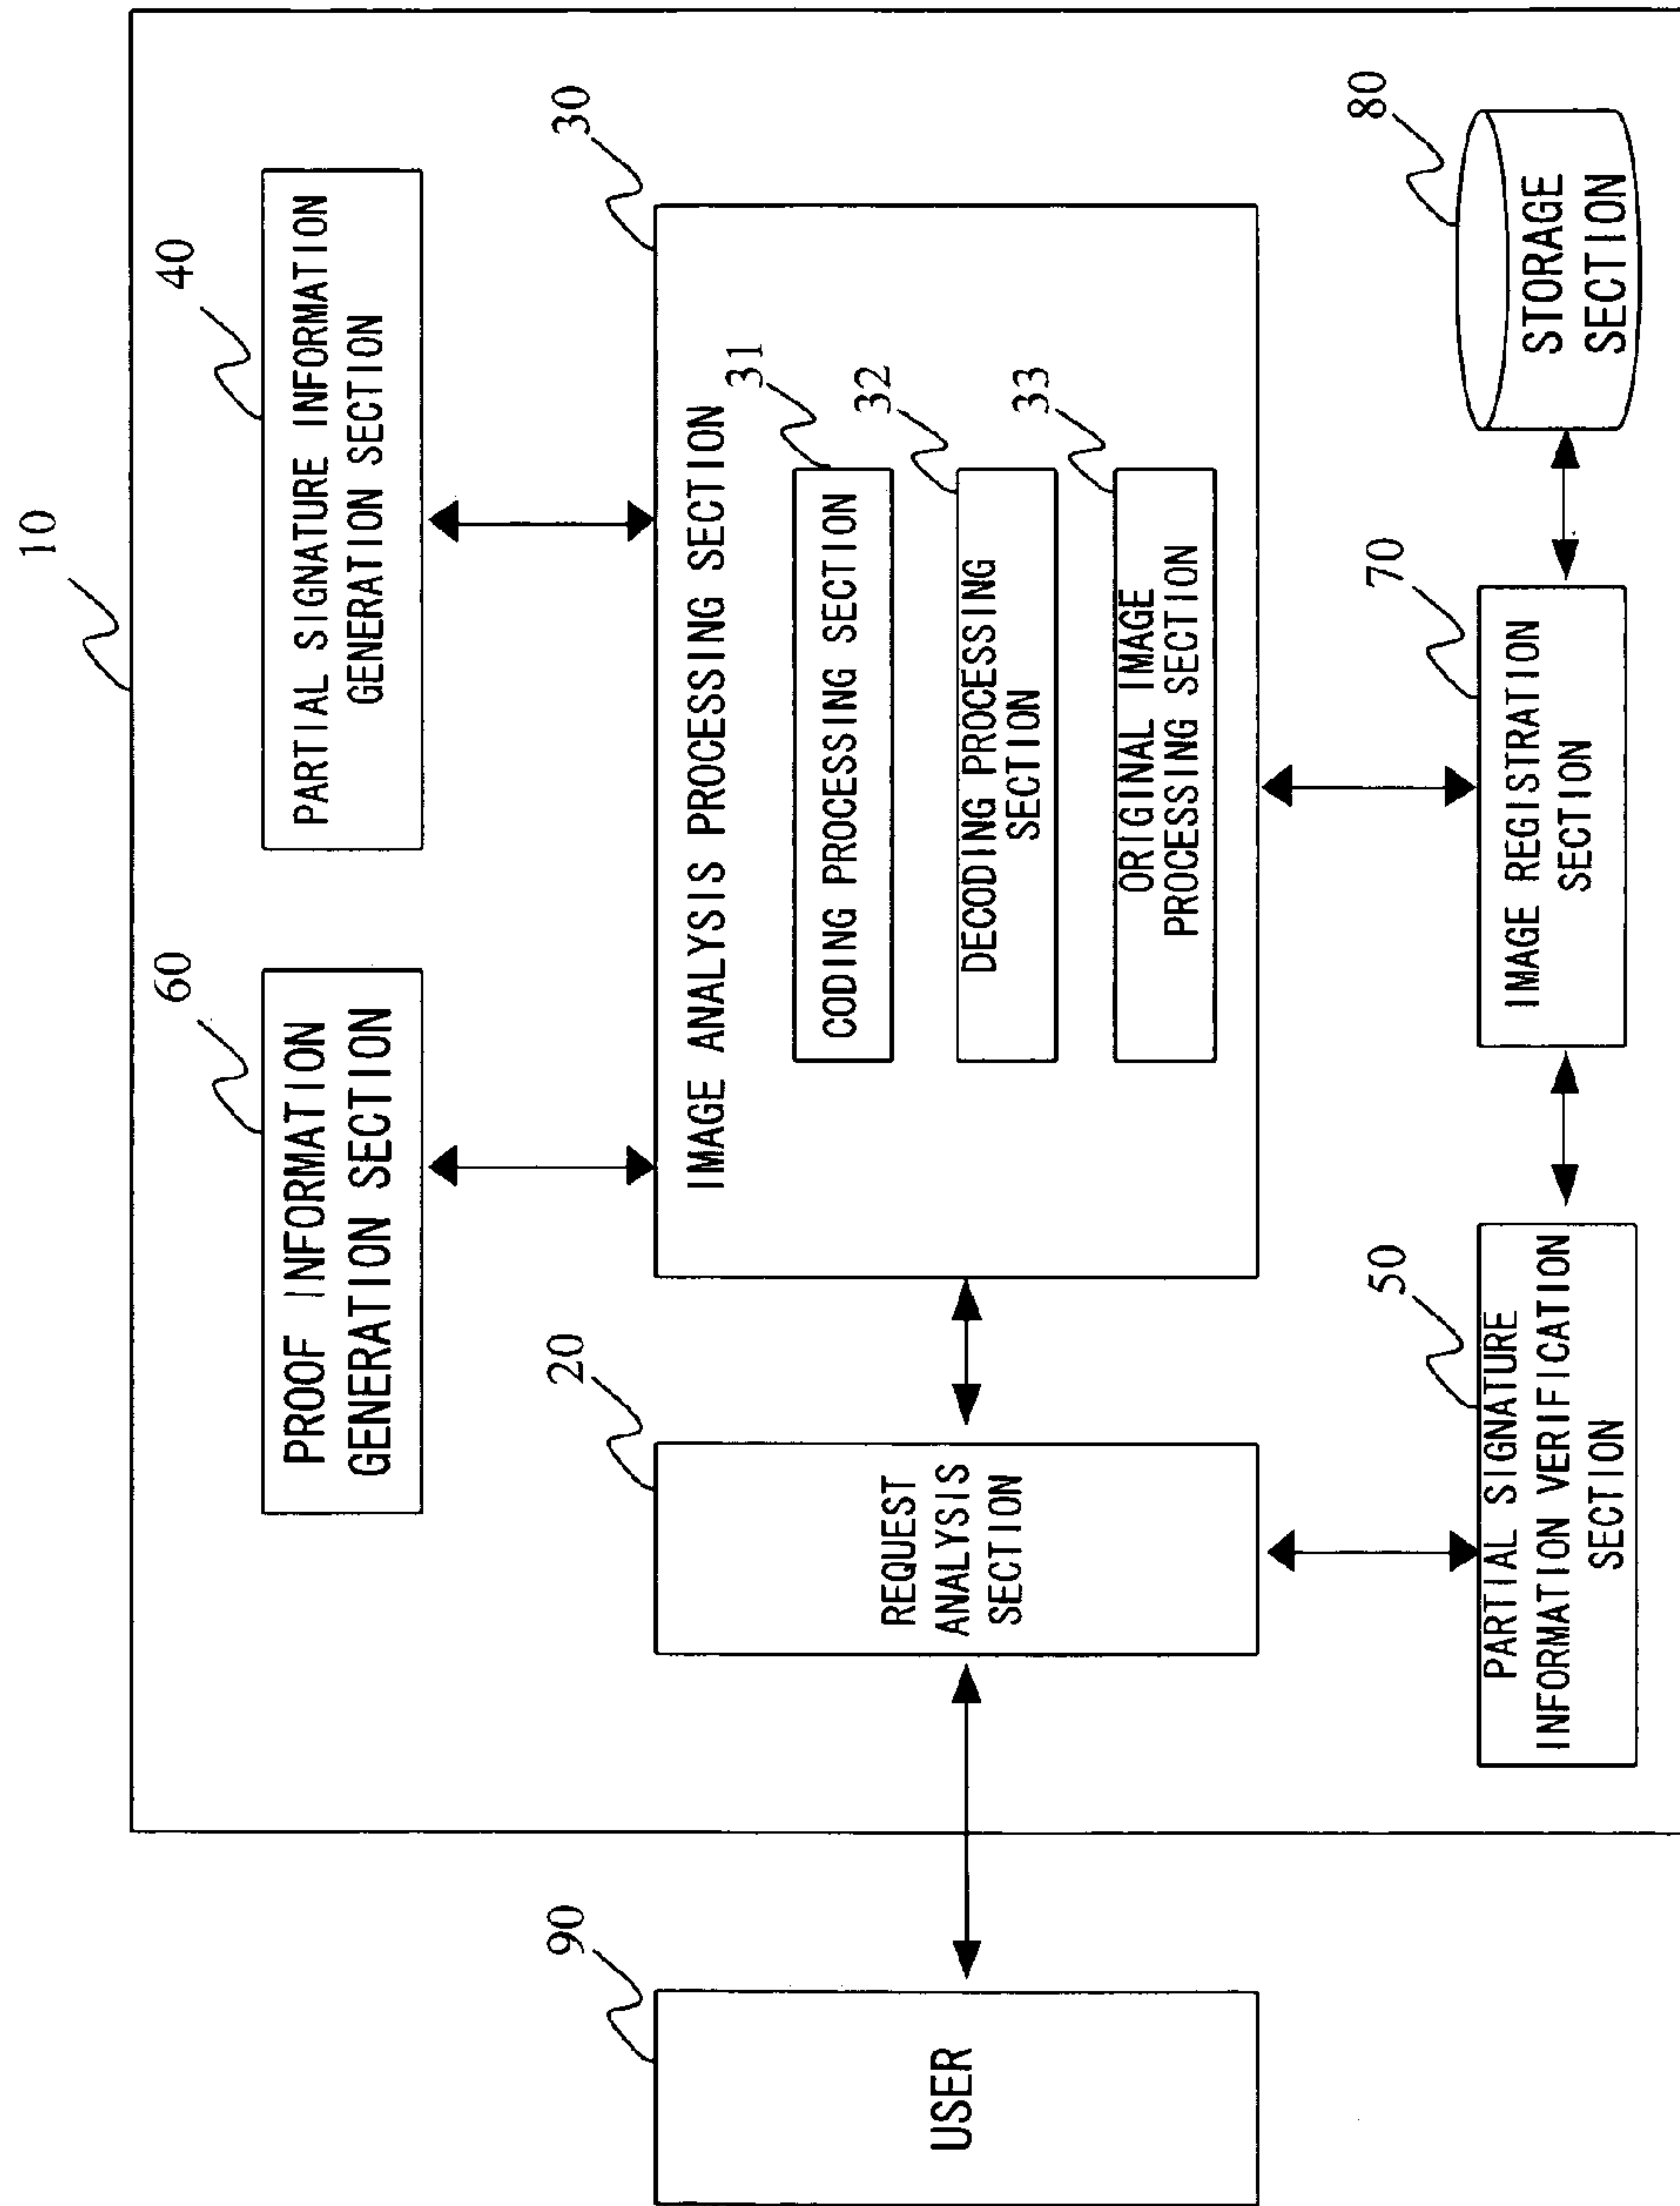 10
60
PROOF INFORMATION
GENERATION SECTION
40
PARTIAL SIGNATURE INFORMATION
GENERATION SECTION
90
USER
20
REQUEST
ANALYSIS
SECTION
30
IMAGE ANALYSIS PROCESSING SECTION
31
CODING PROCESSING SECTION
32
DECODING PROCESSING
SECTION
33
ORIGINAL IMAGE
PROCESSING SECTION
50
PARTIAL SIGNATURE
INFORMATION VERIFICATION
SECTION
70
IMAGE REGISTRATION
SECTION
80
STORAGE
SECTION